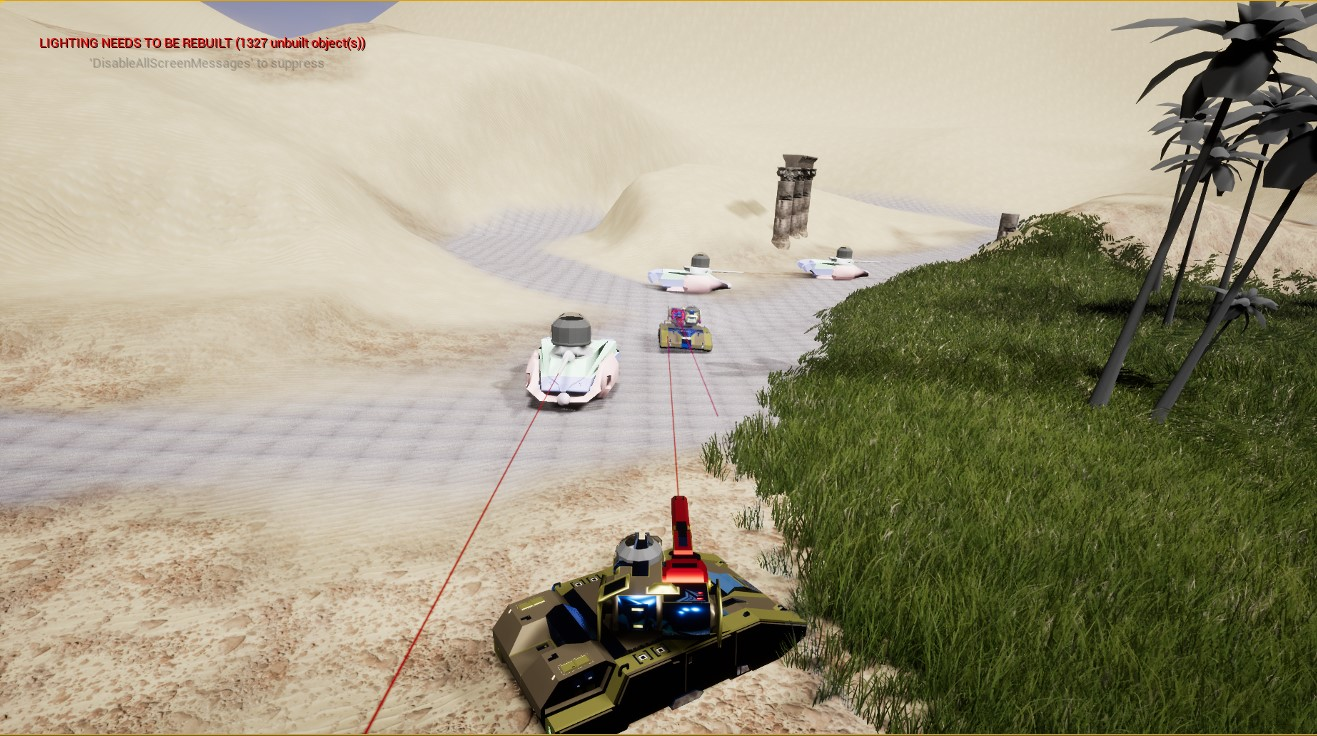 LIGHTING NEEDS TO BE REBUILT (1327 unbuilt object(s))
'DisableAllScreenMessages' to suppress